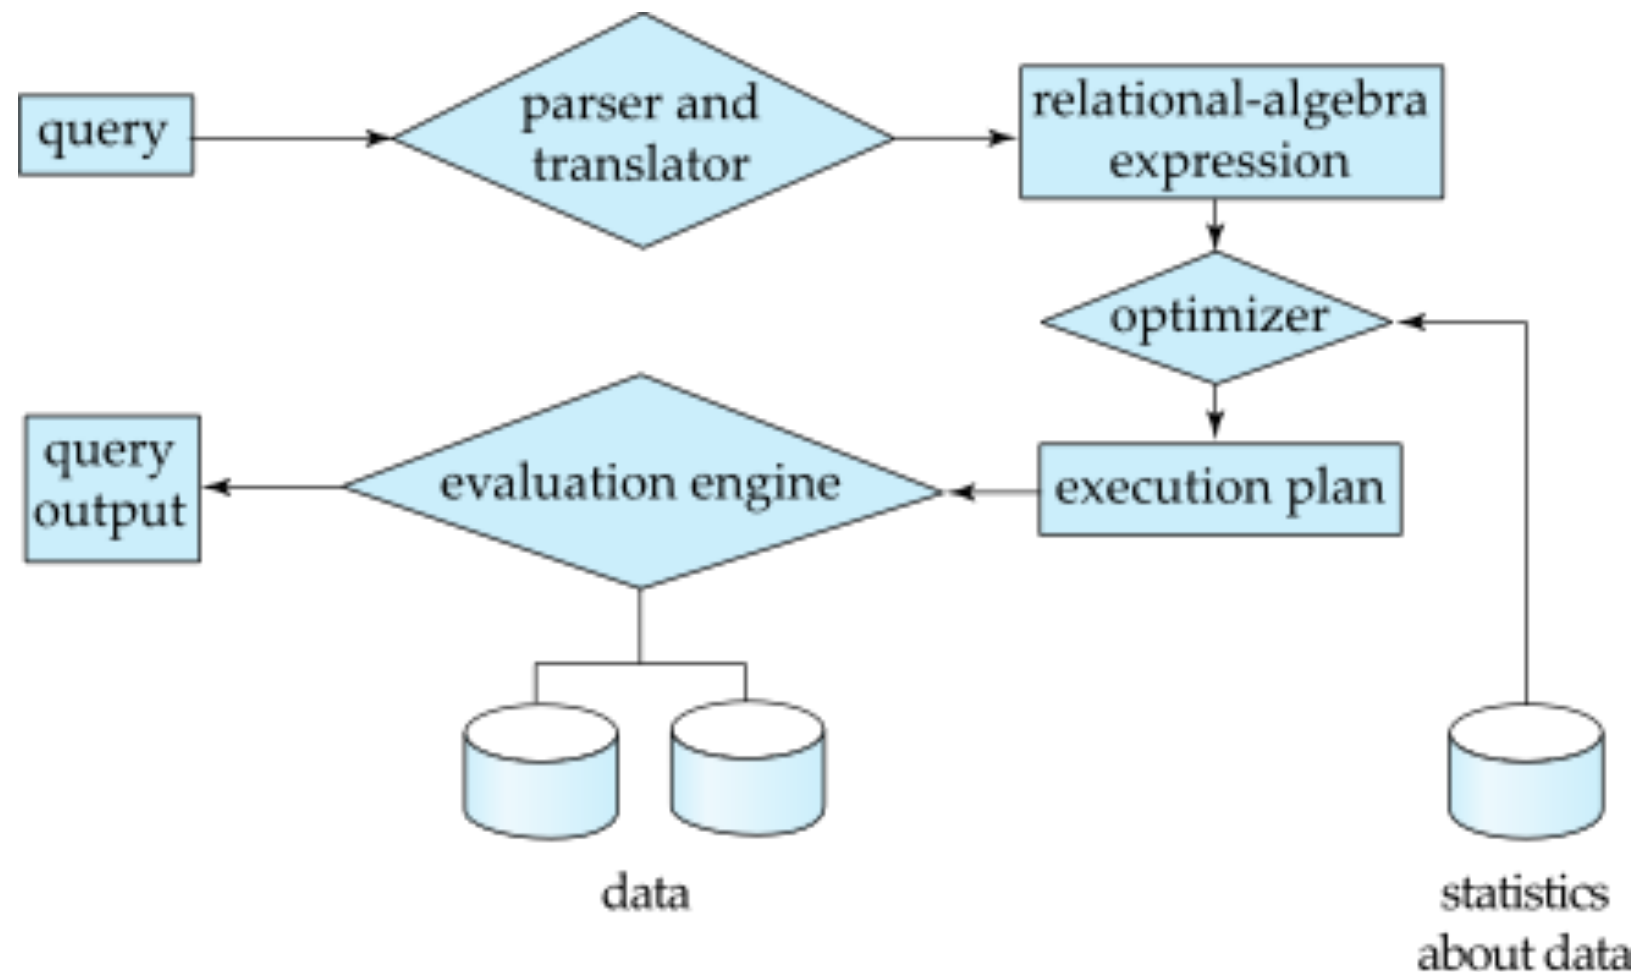 query
parser and
translator
relational-algebra
expression
optimizer
query
output
evaluation engine
execution plan
data
statistics
about data